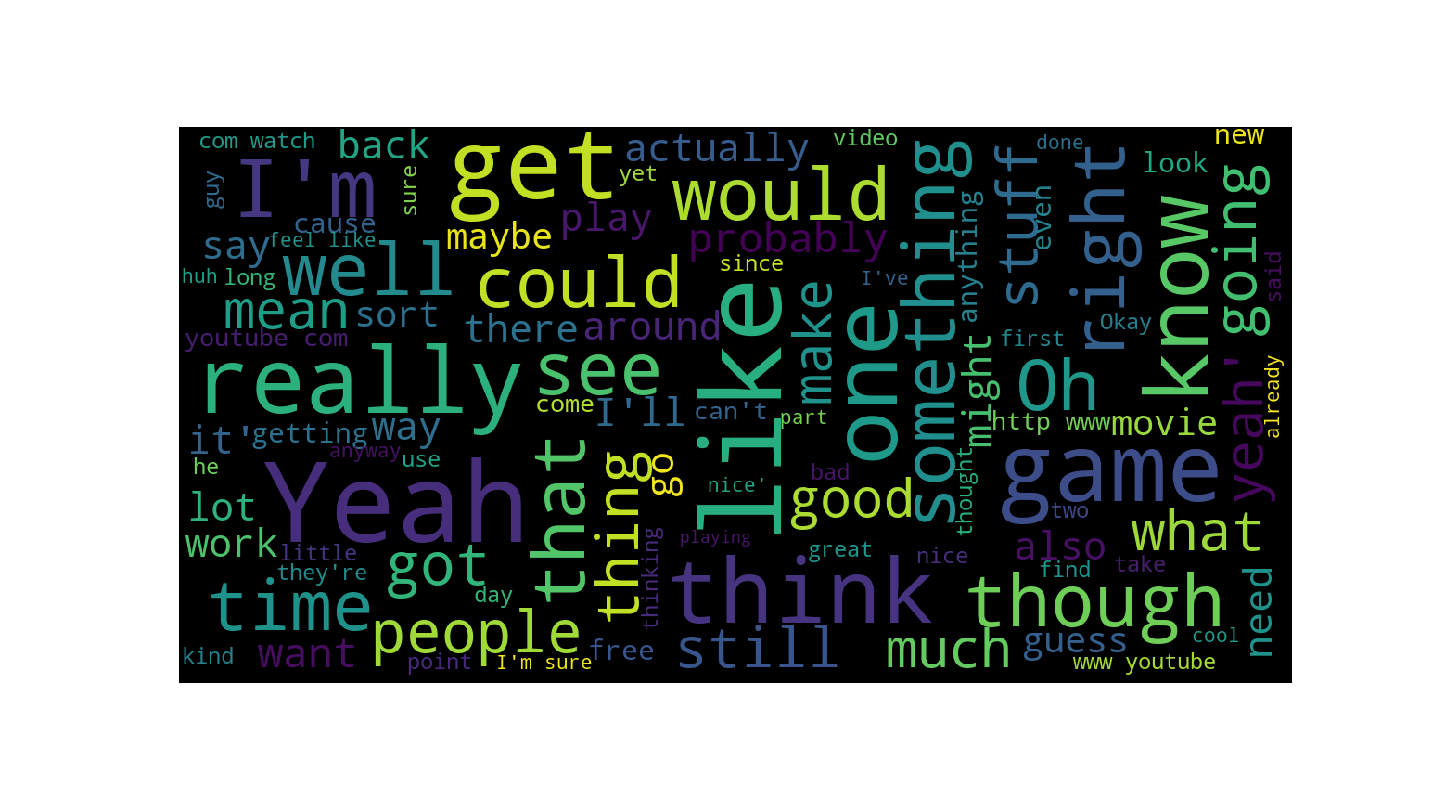 com watch
back
get
actually
video
done
new
guy
I'm
sure
yet
would
something
stuff
right
look
cause
play
anything
even
know
going
say
feel like
well
maybe
probably
since
I've
said
huh
long
could
like
make
one
mean
sort
there
around
first
Okay
youtube com
really
see
might
Oh
yeah'
already
come
I'll
can't
part
http www
movie
it'
getting
way
anyway
use
he
Yeah
that
thing
go
nice'
bad
good
thought
game
two
what
lot
work
little
they're
got
day
thinking
playing
great
nice
also
find
take
time
think
though
need
people
kind
want
point
I'm sure
free
still
much
guess
cool
www youtube